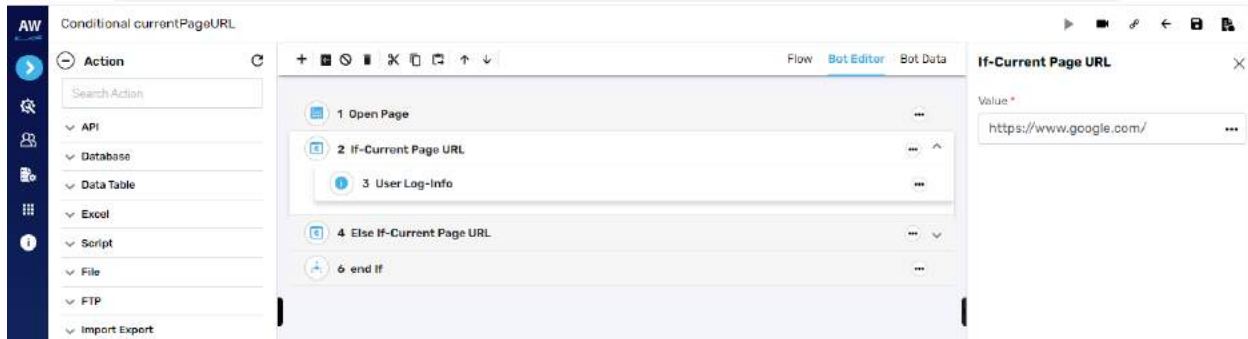 AW
Conditional currentPageURL
Action
Search Action
API
Database
Data Table
Excel
Script
File
FTP
Import Export
Flow Bot Editor Bot Data
1 Open Page
2 If-Current Page URL
3 User Log-Info
4 Else If-Current Page URL
6 end If
If-Current Page URL
Value *
https://www.google.com/